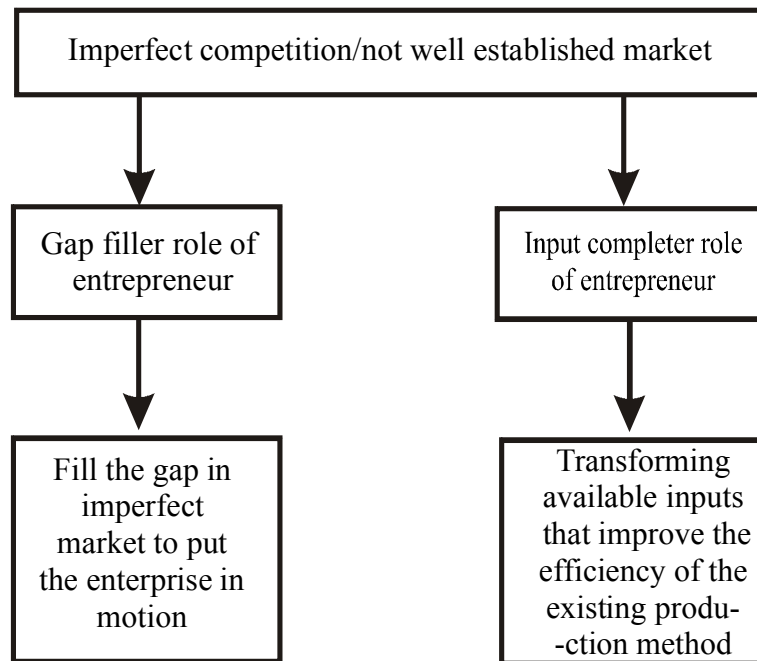 Imperfect competition/not well established market
Gap filler role of
entrepreneur
Input completer role
of entrepreneur
Fill the gap in
imperfect
market to put
the enterprise in
motion
Transforming
available inputs
that improve the
efficiency of the
existing produ-
-ction method